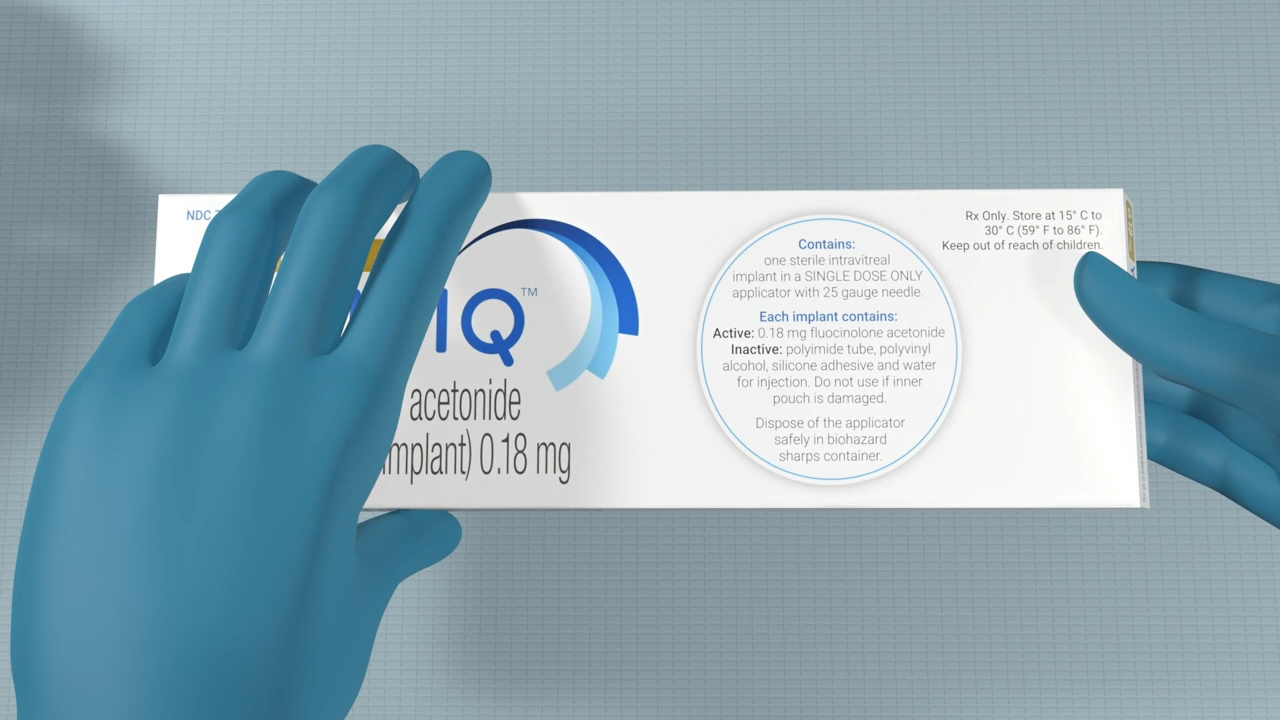 NDC
IQ™
acetonide
implant) 0.18 mg
Contains:
one sterile intravitreal
implant in a SINGLE DOSE ONLY
applicator with 25 gauge needle.
Each implant contains:
Active: 0.18 mg fluocinolone acetonide
Inactive: polyimide tube, polyvinyl
alcohol, silicone adhesive and water
for injection. Do not use if inner
pouch is damaged.
Dispose of the applicator
safely in biohazard
sharps container.
Rx Only. Store at 15° C to
30° C (59° F to 86° F).
Keep out of reach of children.